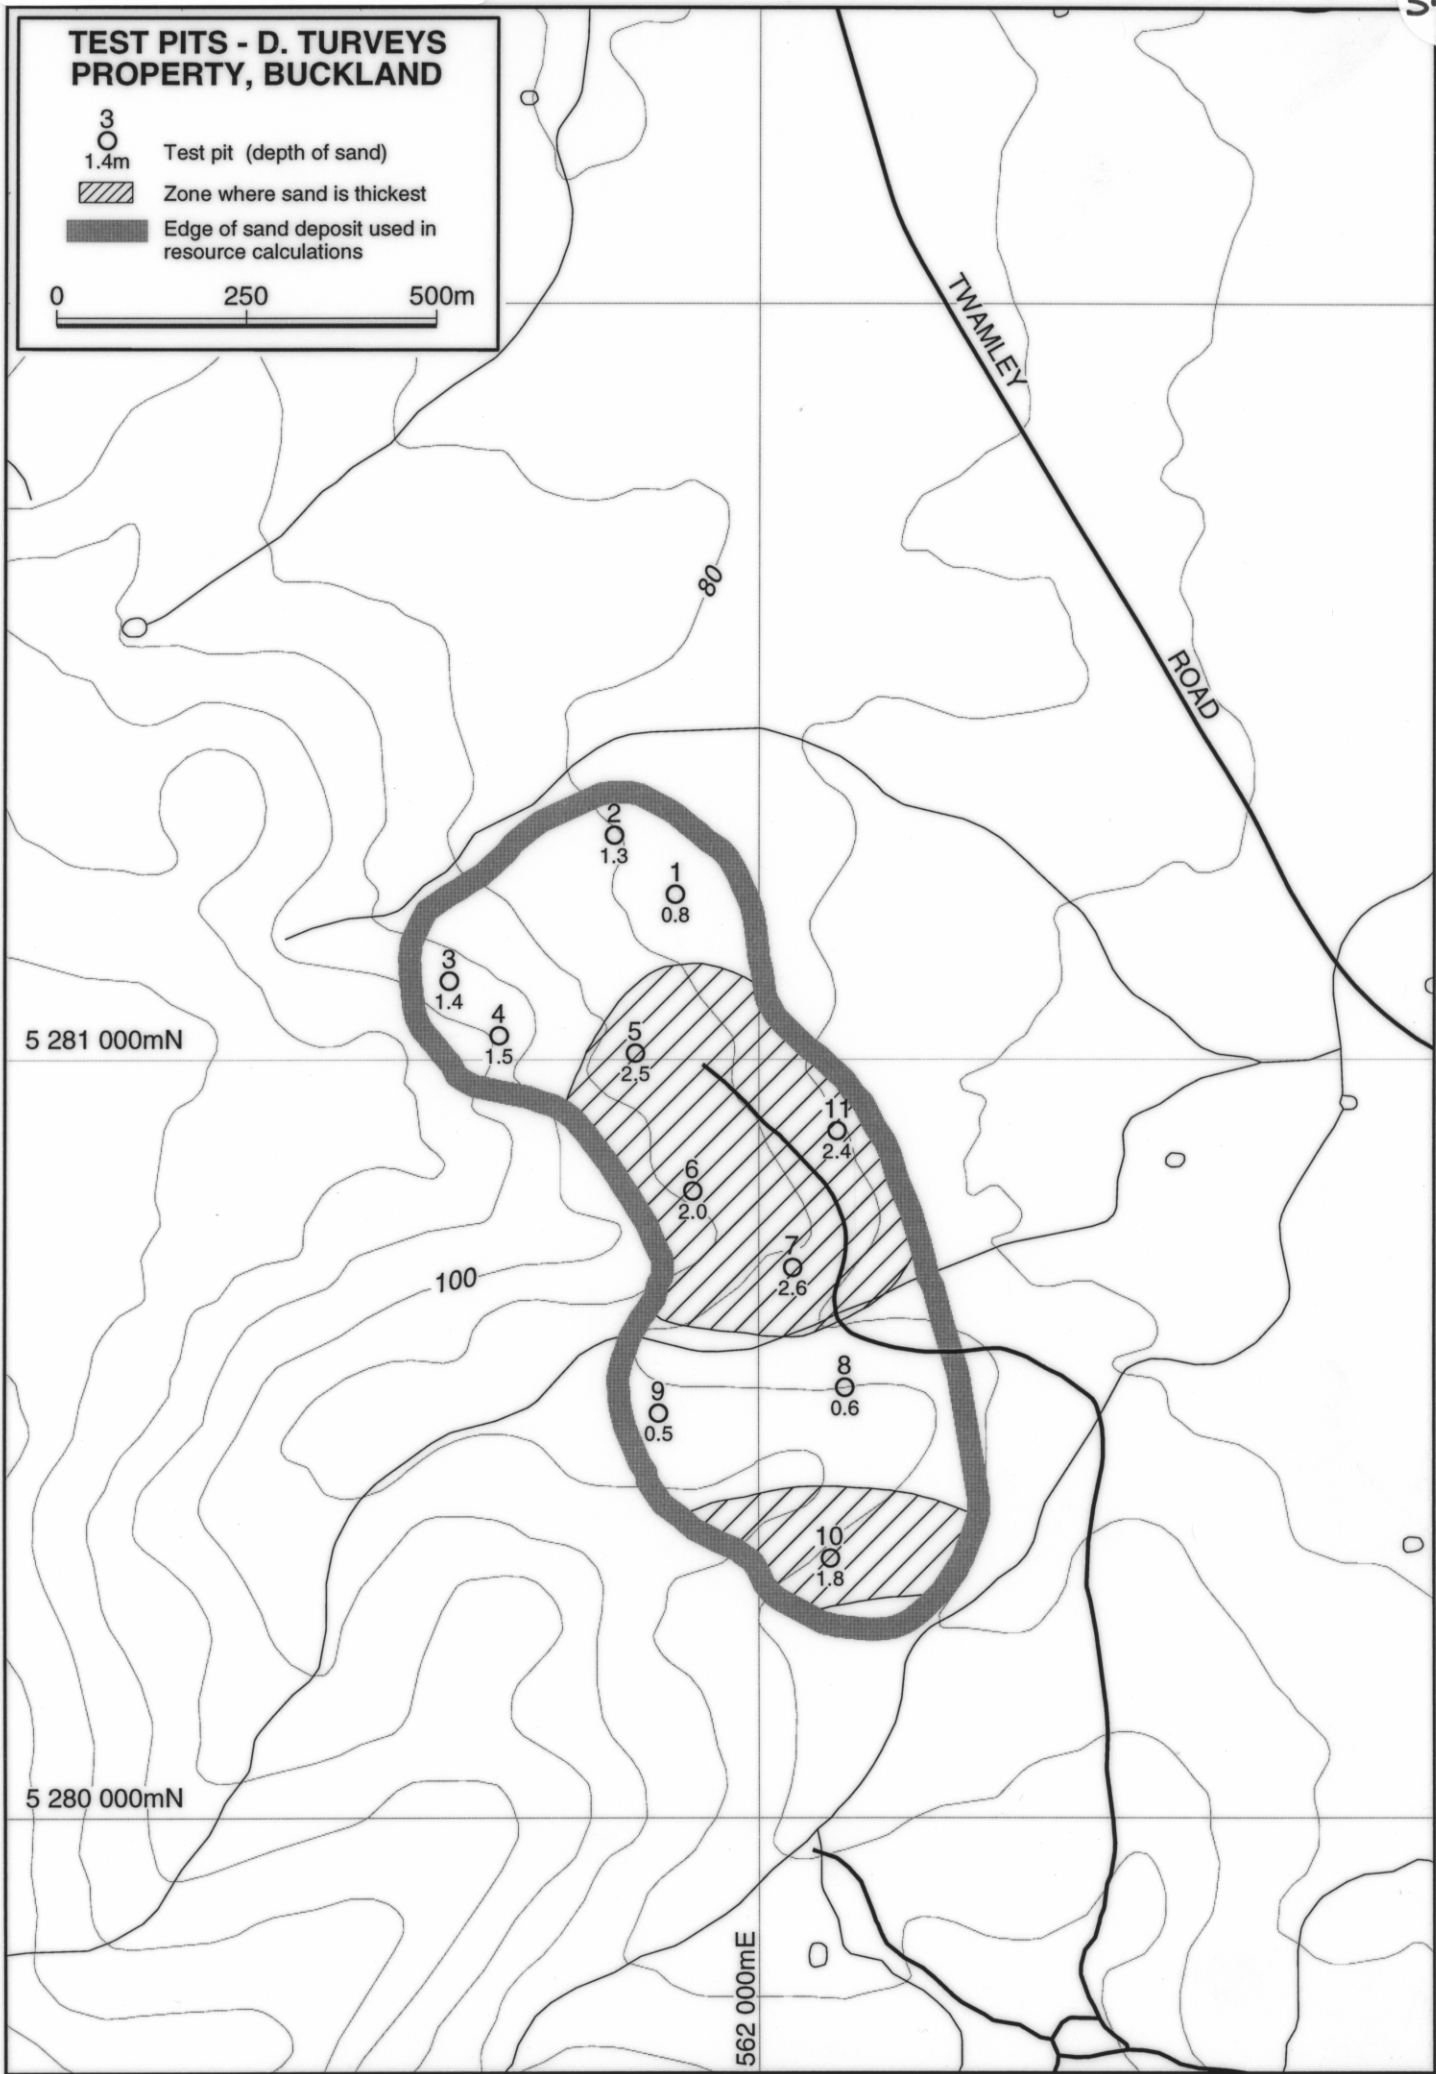 TEST PITS - D. TURVEYS
PROPERTY, BUCKLAND
3
1.4m
Test pit (depth of sand)
Zone where sand is thickest
Edge of sand deposit used in
resource calculations
0 250 500m
TWAMLEY
80
ROAD
2
1.3
1
0.8
3
1.4
4
1.5
5
2.5
5 281 000mN
11
2.4
6
2.0
7
2.6
100
8
0.6
9
0.5
10
1.8
5 280 000mN
562 000mE